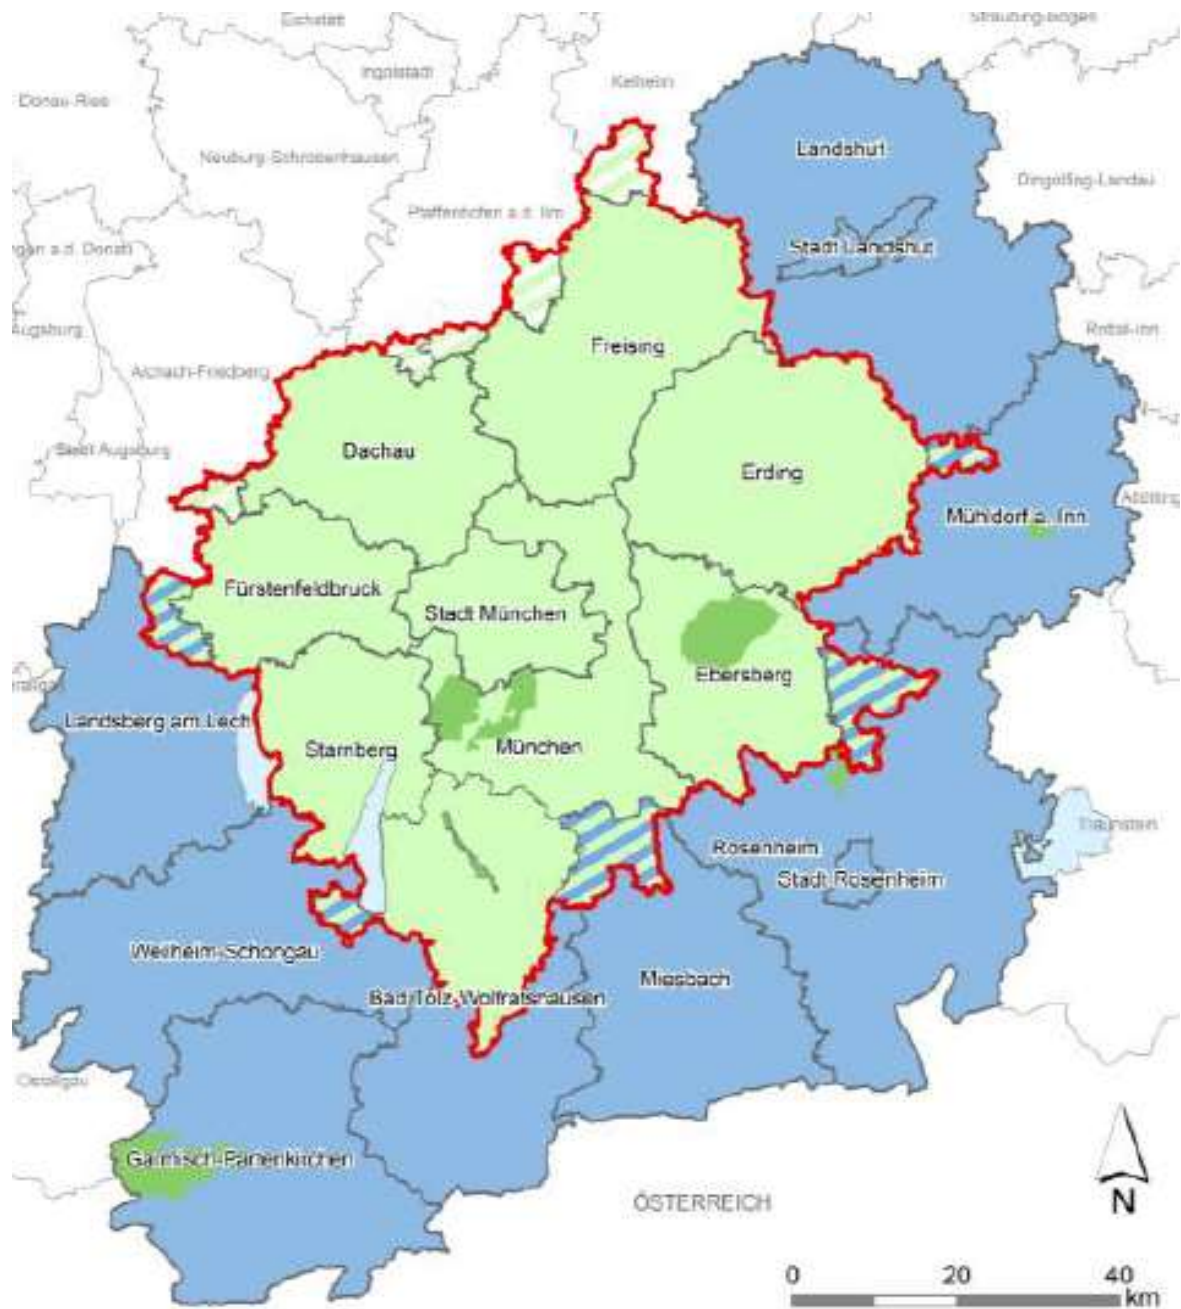 Eichstätt
Straubing-Bogen
Ingolstadt
Kelheim
Donau-Ries
Landshut
Neuburg-Schrobenhausen
Dingolfing-Landau
Pfaffenhofen a.d. Ilm
Stadt Landshut
a.d. Donau
Augsburg
Rottal-Inn
Freising
Aichach-Friedberg
Stadt Augsburg
Dachau
Erding
Mühldorf a. Inn
Fürstenfeldbruck
Stadt München
Ebersberg
Landsberg am Lech
Starnberg
München
Traunstein
Rosenheim
Stadt Rosenheim
Weilheim-Schongau
Miesbach
Bad Tölz-Wolfratshausen
Ostallgäu
Garmisch-Partenkirchen
ÖSTERREICH
N
0 20 40
km